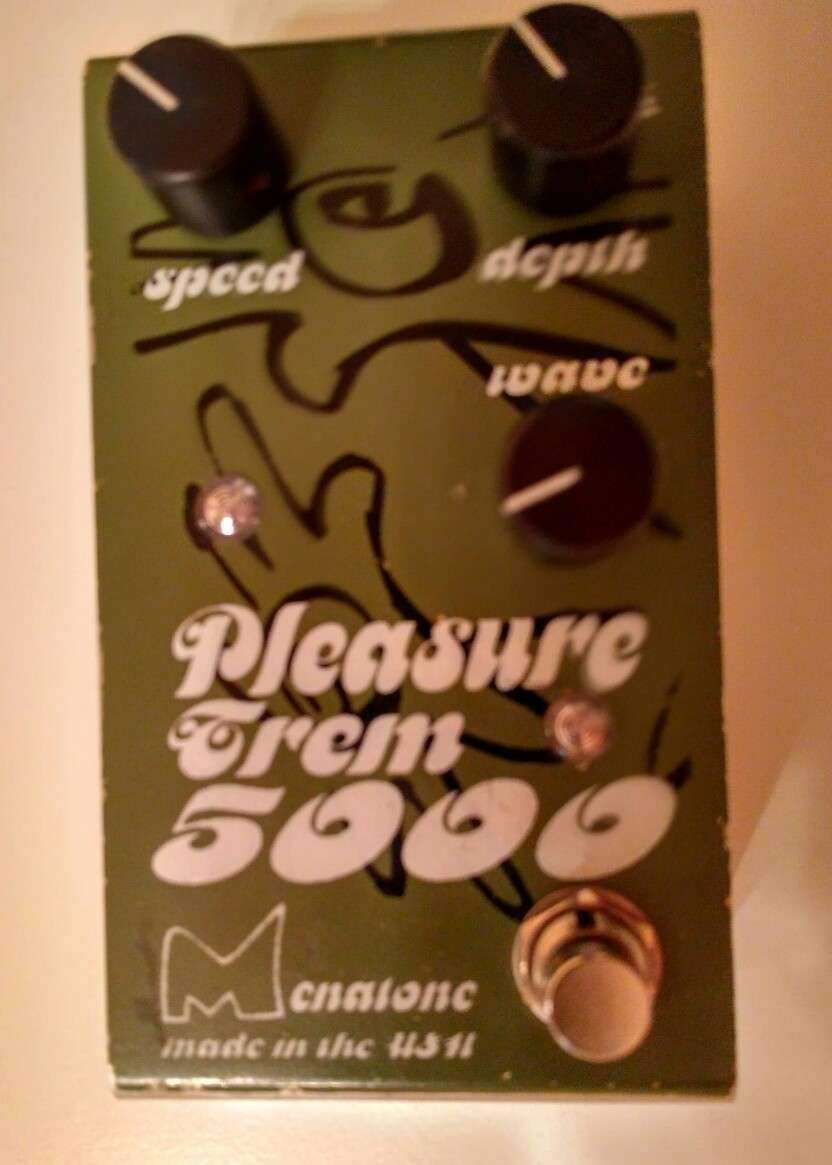 speed
depth
wave
Pleasure
Trem
5000
Menatone
made in the USA